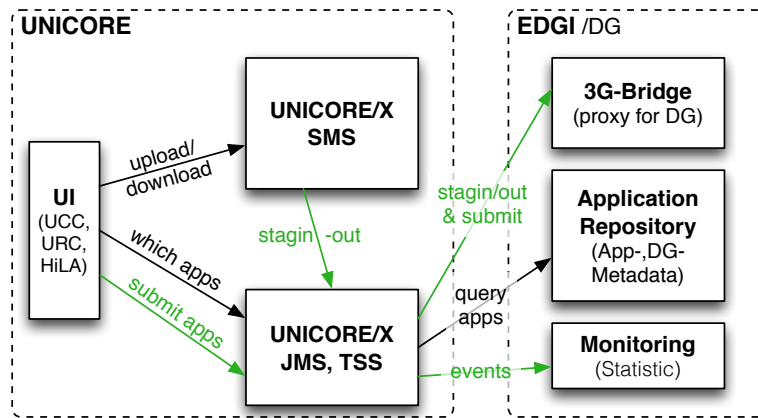 UNICORE
UNICORE/X
SMS
UI
(UCC,
URC,
HiLA)
upload/
download
which apps
submit apps
stagin -out
UNICORE/X
JMS, TSS
stagin/out
& submit
query
apps
events
EDGI /DG
3G-Bridge
(proxy for DG)
Application
Repository
(App-,DG-
Metadata)
Monitoring
(Statistic)